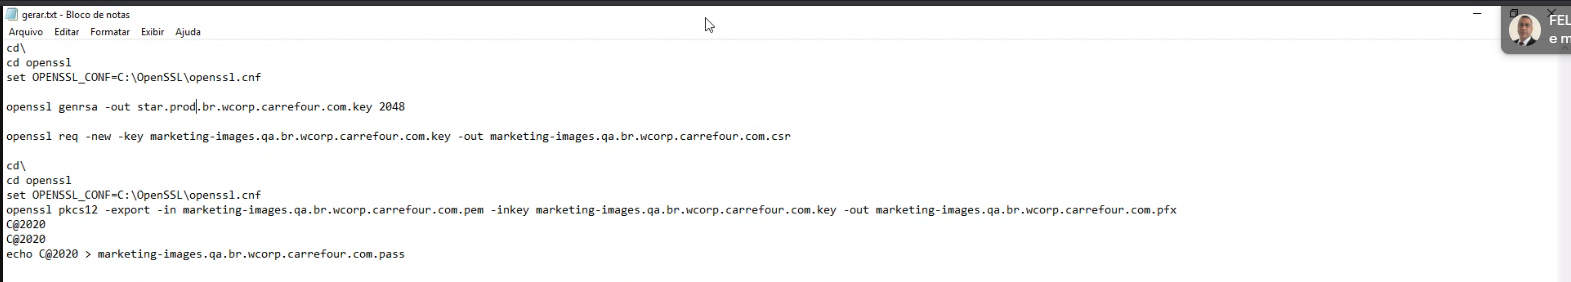 gerar.txt - Bloco de notas
Arquivo Editar Formatar Exibir Ajuda
FEL
e m
cd\
cd openssl
set OPENSSL_CONF=C:\OpenSSL\openssl.cnf
openssl genrsa -out star.prod.br.wcorp.carrefour.com.key 2048
openssl req -new -key marketing-images.qa.br.wcorp.carrefour.com.key -out marketing-images.qa.br.wcorp.carrefour.com.csr
cd\
cd openssl
set OPENSSL_CONF=C:\OpenSSL\openssl.cnf
openssl pkcs12 -export -in marketing-images.qa.br.wcorp.carrefour.com.pem -inkey marketing-images.qa.br.wcorp.carrefour.com.key -out marketing-images.qa.br.wcorp.carrefour.com.pfx
C@2020
C@2020
echo C@2020 > marketing-images.qa.br.wcorp.carrefour.com.pass